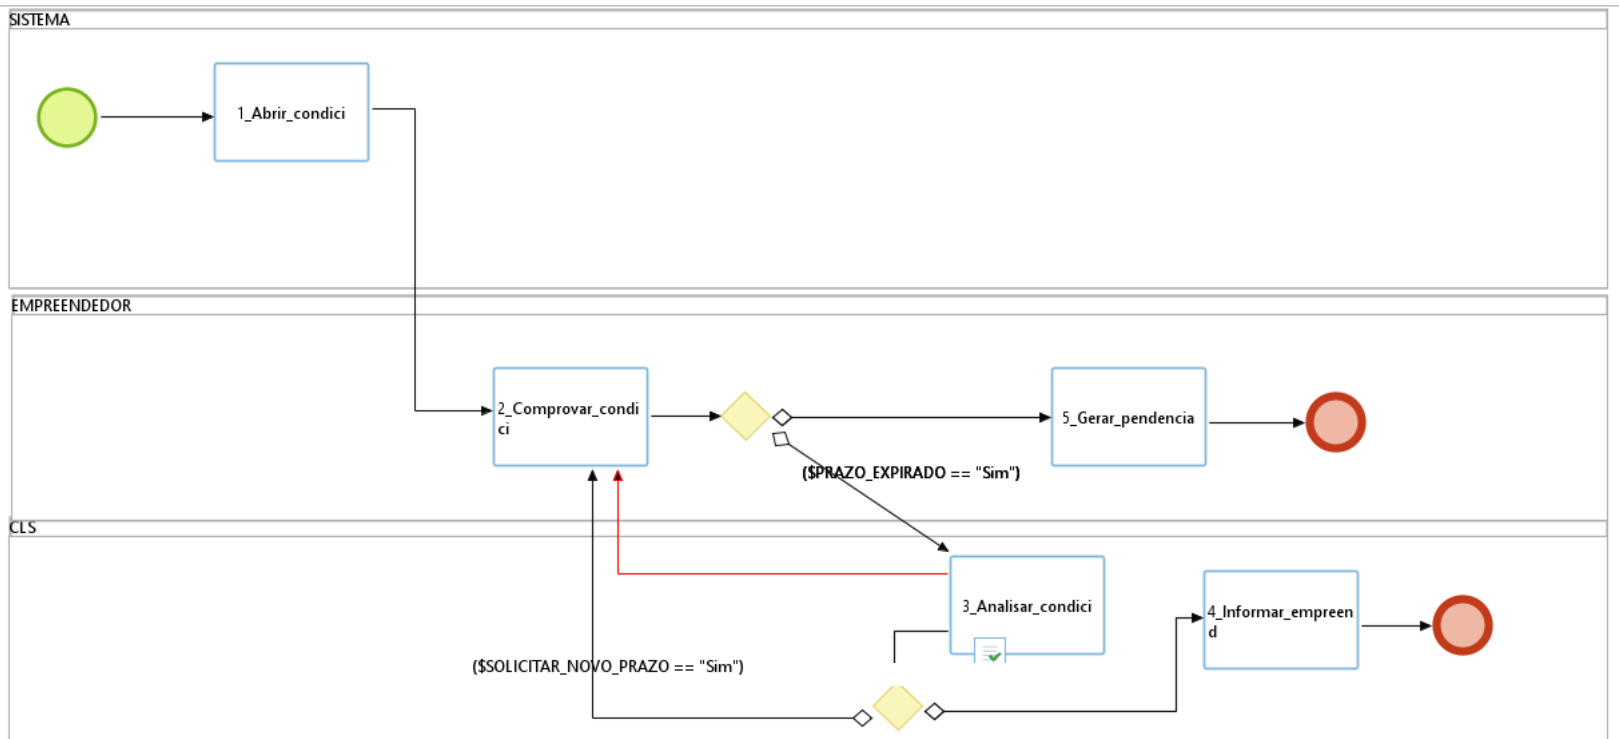 SISTEMA
1_Abrir_condici
EMPREENDEDOR
2_Comprovar_condi
ci
5_Gerar_pendencia
($PRAZO_EXPIRADO == "Sim")
CLS
3_Analisar_condici
4_Informar_empreen
d
($SOLICITAR_NOVO_PRAZO == "Sim")